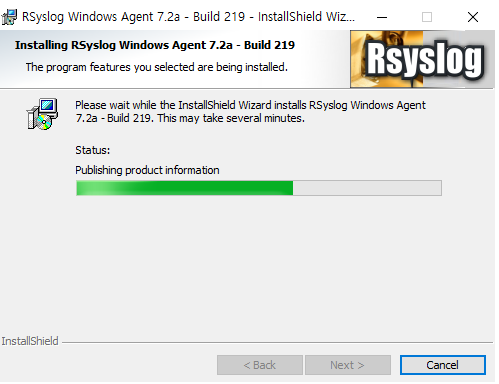 RSyslog Windows Agent 7.2a - Build 219 - InstallShield Wiz...
Installing RSyslog Windows Agent 7.2a - Build 219
The program features you selected are being installed.
Rsyslog
Please wait while the InstallShield Wizard installs RSyslog Windows Agent
7.2a - Build 219. This may take several minutes.
Status:
Publishing product information
InstallShield
< Back
Next >
Cancel